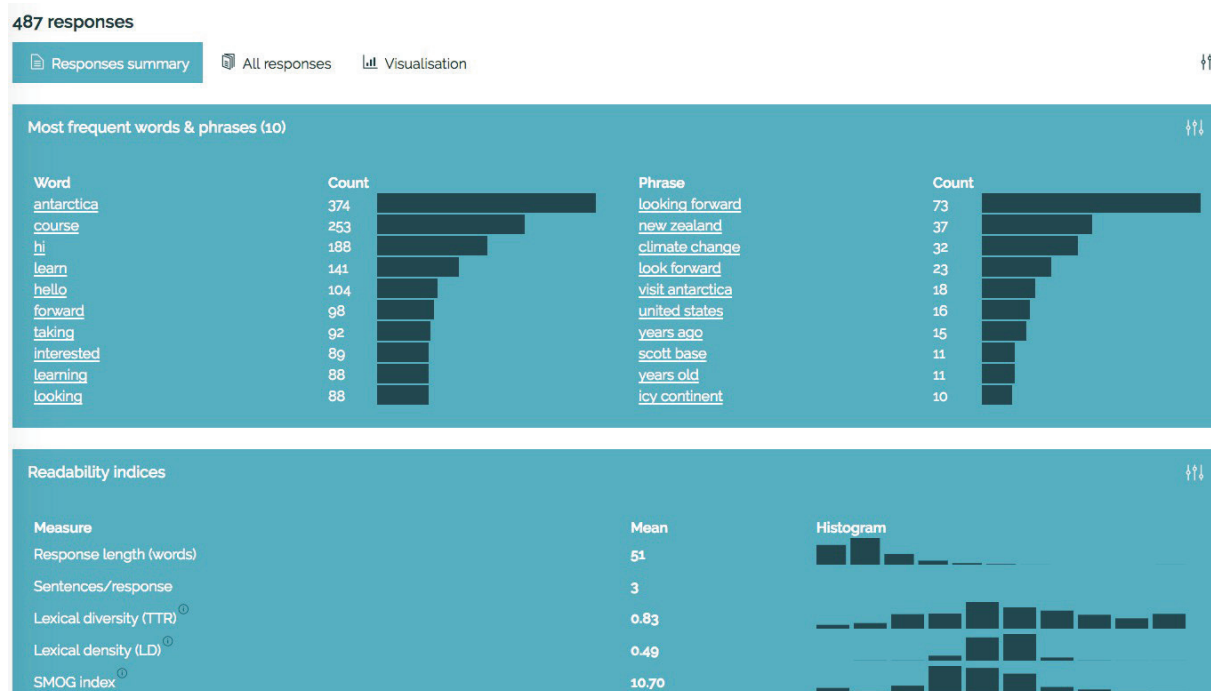 487 responses
Responses summary All responses Visualisation
Most frequent words & phrases (10)
Word Count Phrase Count
antarctica 374 looking forward 73
course 253 new zealand 37
hi 188 climate change 32
learn 141 look forward 23
hello 104 visit antarctica 18
forward 98 united states 16
taking 92 years ago 15
interested 89 scott base 11
learning 88 years old 11
looking 88 icy continent 10
Readability indices
Measure Mean Histogram
Response length (words) 51
Sentences/response 3
Lexical diversity (TTR) 0.83
Lexical density (LD) 0.49
SMOG index 10.70